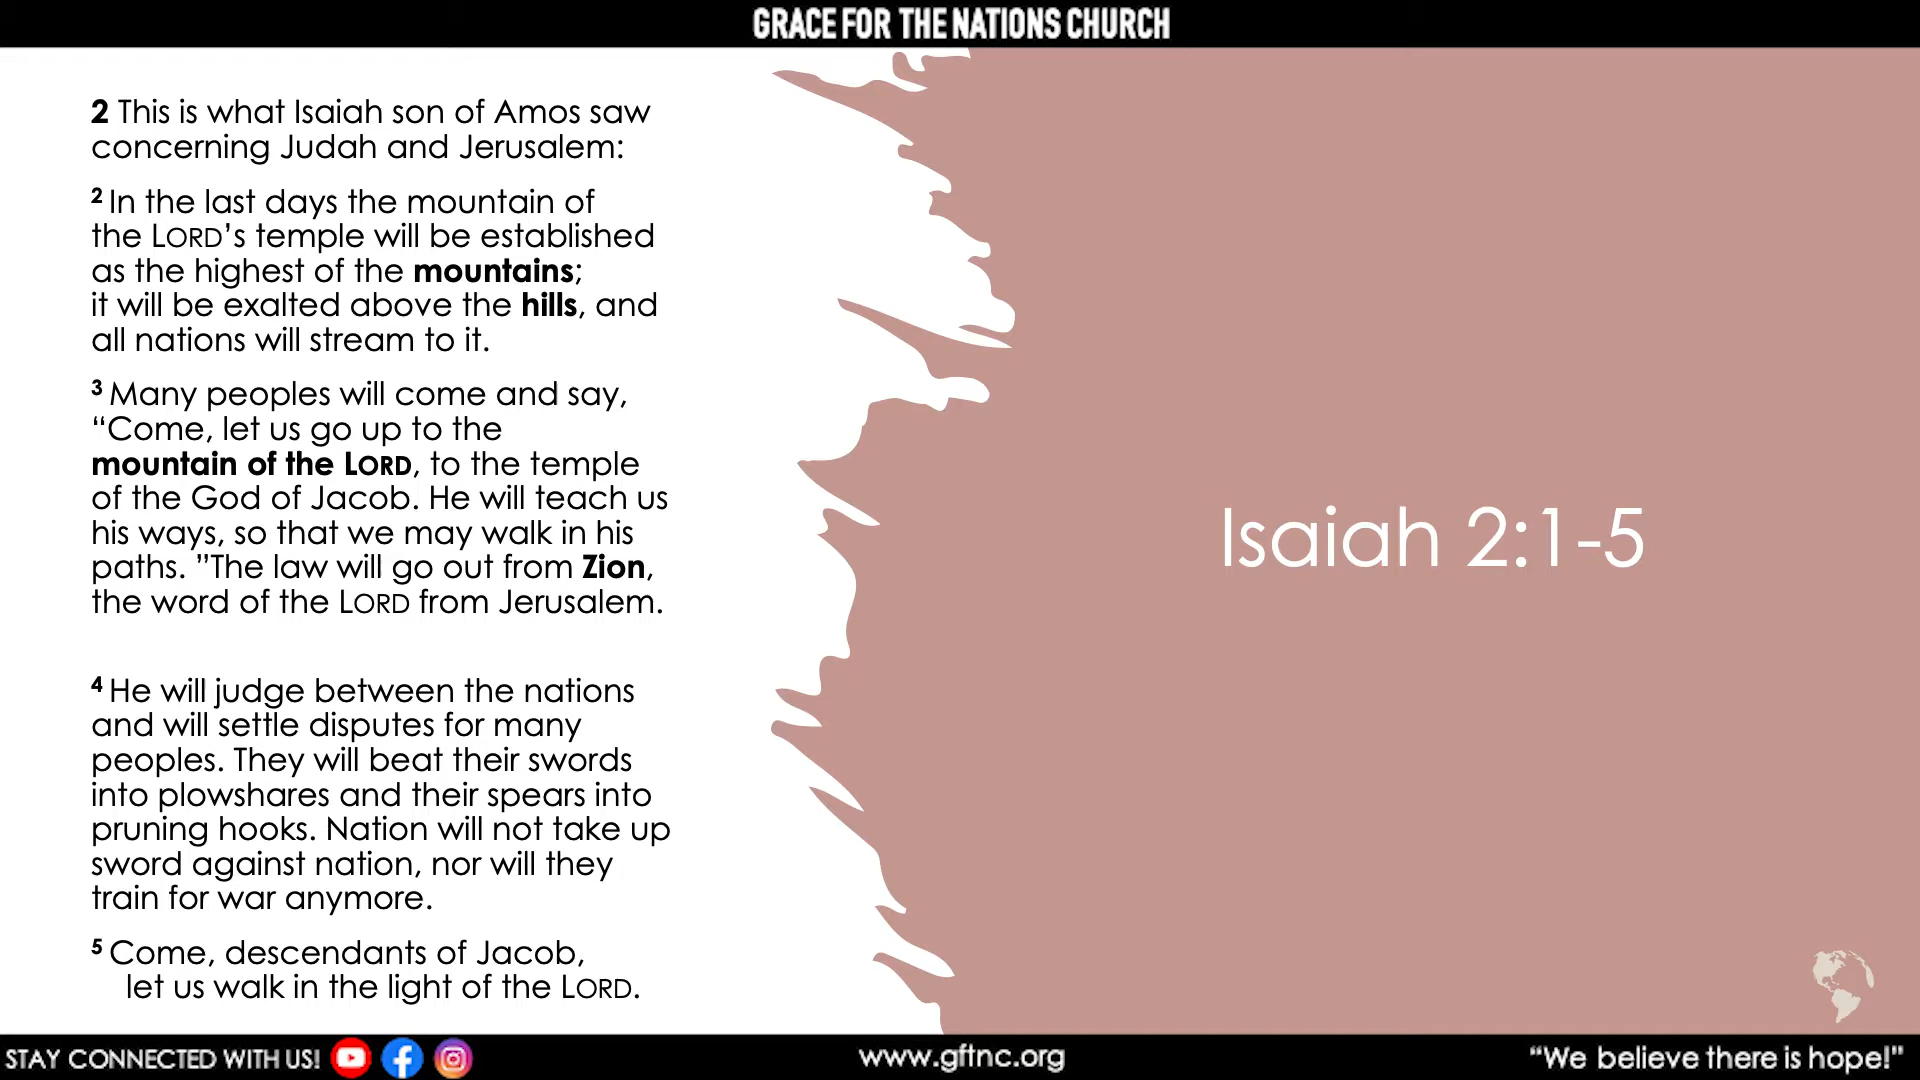 GRACE FOR THE NATIONS CHURCH
2 This is what Isaiah son of Amos saw
concerning Judah and Jerusalem:
2 In the last days the mountain of
the LORD’s temple will be established
as the highest of the mountains;
it will be exalted above the hills, and
all nations will stream to it.
3 Many peoples will come and say,
“Come, let us go up to the
mountain of the LORD, to the temple
of the God of Jacob. He will teach us
his ways, so that we may walk in his
paths. ”The law will go out from Zion,
the word of the LORD from Jerusalem.
4 He will judge between the nations
and will settle disputes for many
peoples. They will beat their swords
into plowshares and their spears into
pruning hooks. Nation will not take up
sword against nation, nor will they
train for war anymore.
5 Come, descendants of Jacob,
let us walk in the light of the LORD.
Isaiah 2:1-5
STAY CONNECTED WITH US!
www.gftnc.org
“We believe there is hope!”